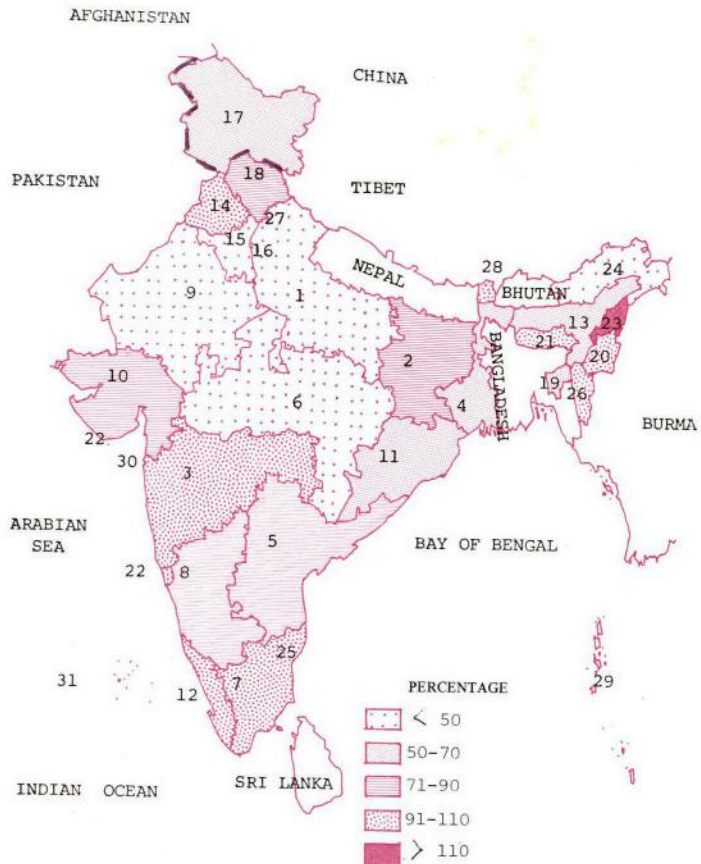 AFGHANISTAN
CHINA
17
PAKISTAN
18
TIBET
14
27
15
16
28
24
NEPAL
BHUTAN
9
1
13
23
21
20
BANGLADESH
10
2
19
26
6
4
22
BURMA
30
3
11
ARABIAN
SEA
5
BAY OF BENGAL
22
8
25
31
12
7
29
PERCENTAGE
< 50
50-70
71-90
91-110
> 110
INDIAN OCEAN
SRI LANKA